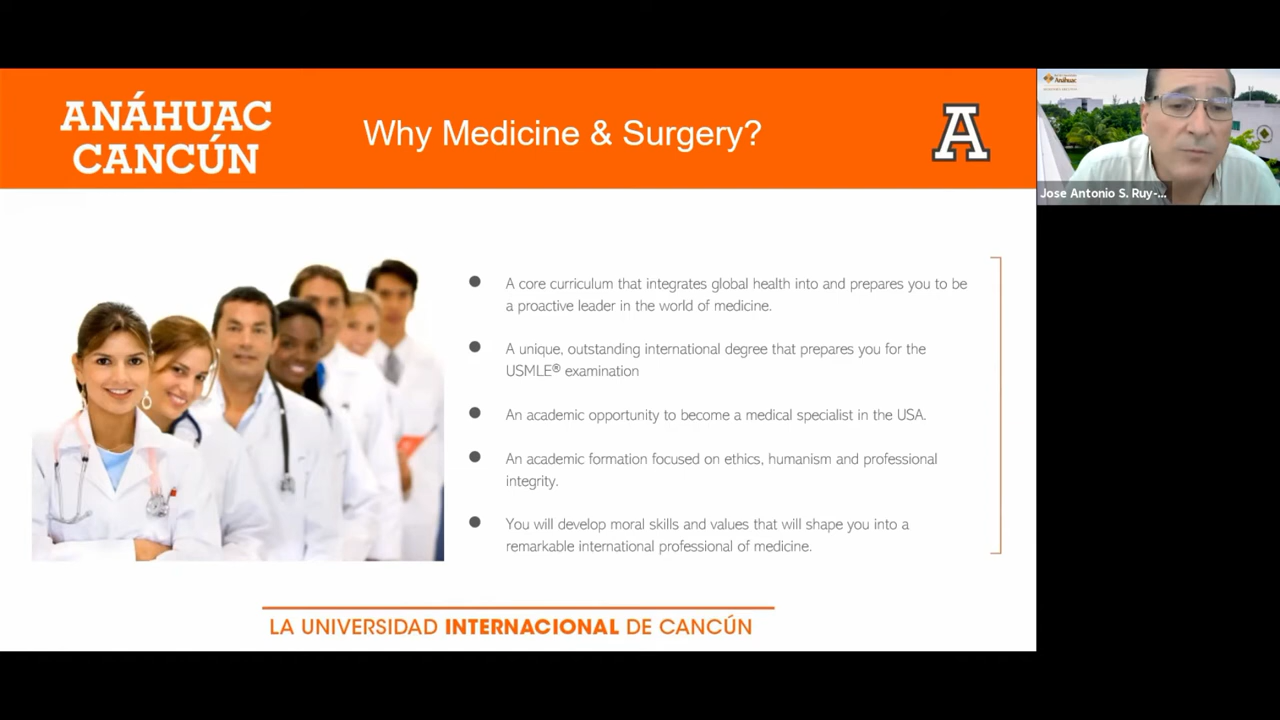 ANÁHUAC
CANCÚN
Why Medicine & Surgery?
A
Anáhuac
Jose Antonio S. Ruy-...
A core curriculum that integrates global health into and prepares you to be
a proactive leader in the world of medicine.
A unique, outstanding international degree that prepares you for the
USMLE® examination
An academic opportunity to become a medical specialist in the USA.
An academic formation focused on ethics, humanism and professional
integrity.
You will develop moral skills and values that will shape you into a
remarkable international professional of medicine.
LA UNIVERSIDAD INTERNACIONAL DE CANCÚN